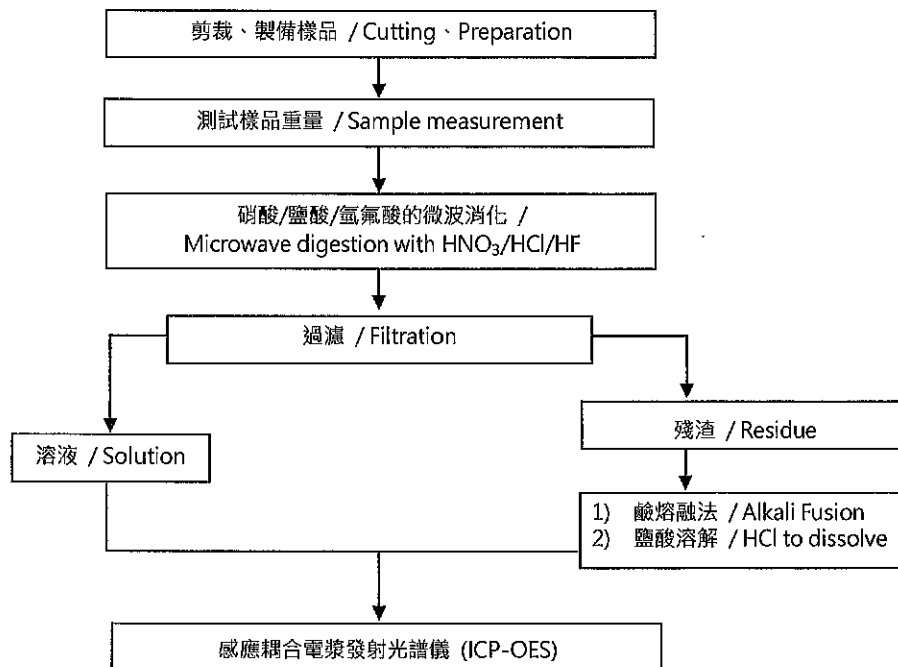 剪裁、製備樣品 / Cutting、Preparation
測試樣品重量 / Sample measurement
硝酸/鹽酸/氫氟酸的微波消化 /
Microwave digestion with HNO₃/HCl/HF
過濾 / Filtration
溶液 / Solution
殘渣 / Residue
1) 鹼熔融法 / Alkali Fusion
2) 鹽酸溶解 / HCl to dissolve
感應耦合電漿發射光譜儀 (ICP-OES)